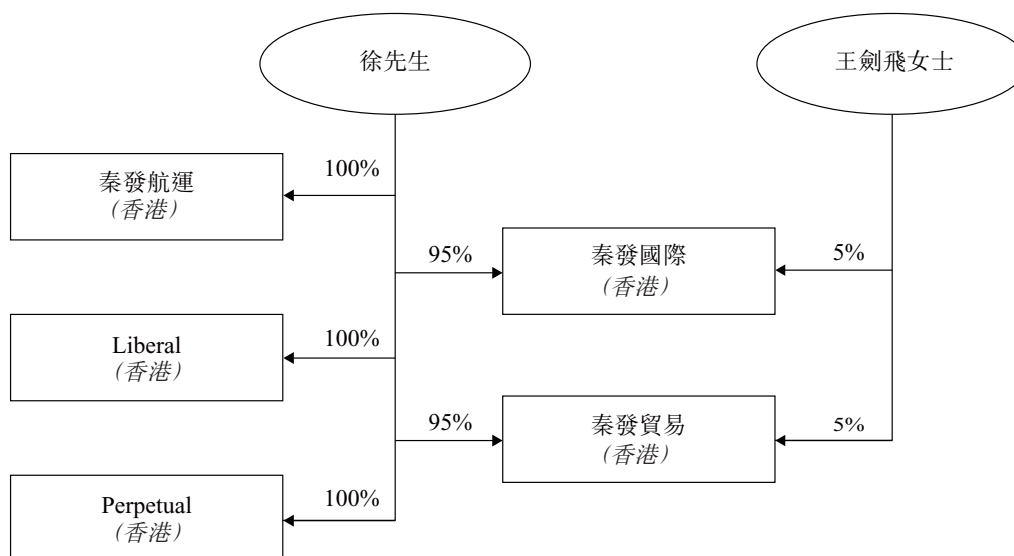 徐先生
王劍飛女士
100%
秦發航運
（香港）
95%
秦發國際
（香港）
5%
100%
Liberal
（香港）
95%
秦發貿易
（香港）
5%
100%
Perpetual
（香港）